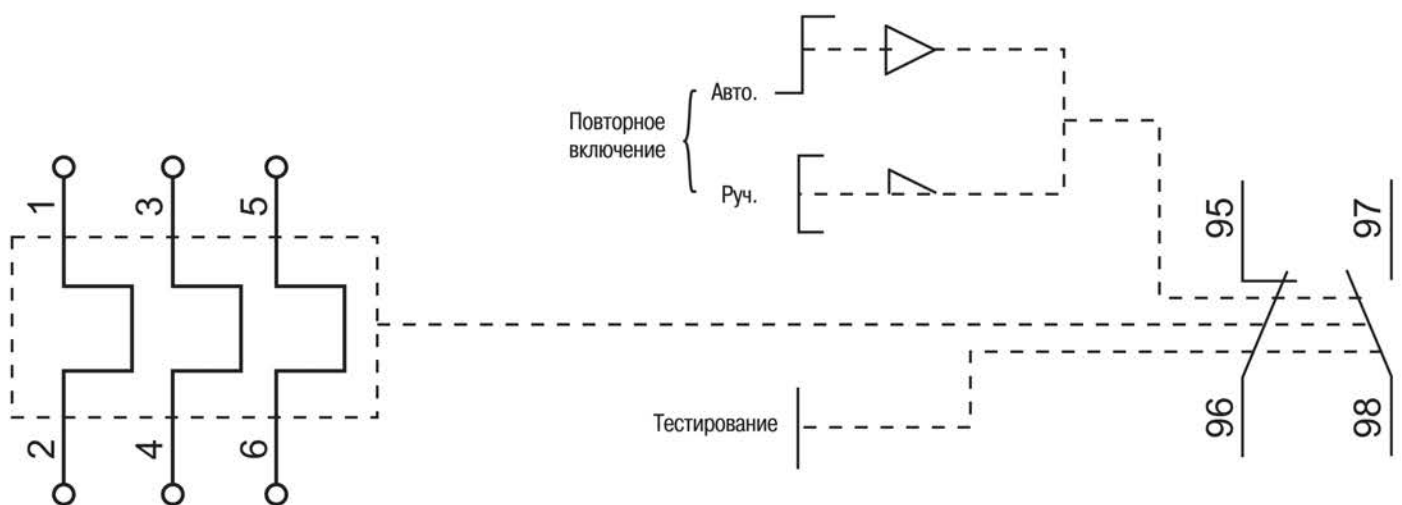 Авто.
Повторное
включение
Руч.
1
3
5
95
97
2
4
6
Тестирование
96
98